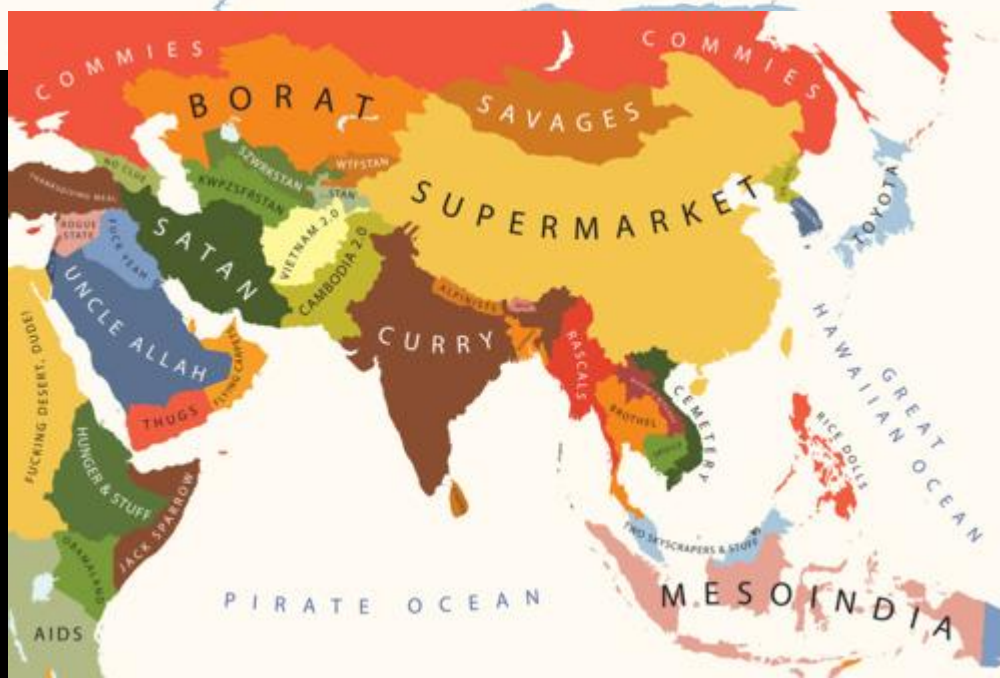 COMMIES
COMMIES
BORAT
SAVAGES
NO CLUE
SZWRKSTAN
WTFSTAN
KWPZSFRSTAN
STAN
THANKSGIVING MEAL
SUPERMARKET
TOYOTA
ROGUE
STATE
FUCK YEAH
SATAN
VIETNAM 2.0
CAMBODIA 2.0
UNCLE ALLAH
ALPINISTS
CURRY
RASCALS
FLYING CARPETS
THUGS
FUCKING DESERT, DUDE!
HUNGER & STUFF
JACK SPARROW
OBAMALAND
AIDS
BROTHEL
CEMETERY
RICE DOLLS
GREAT
HAWAIIAN OCEAN
TWO SKYSCRAPERS & STUFF
PIRATE OCEAN
MESOINDIA